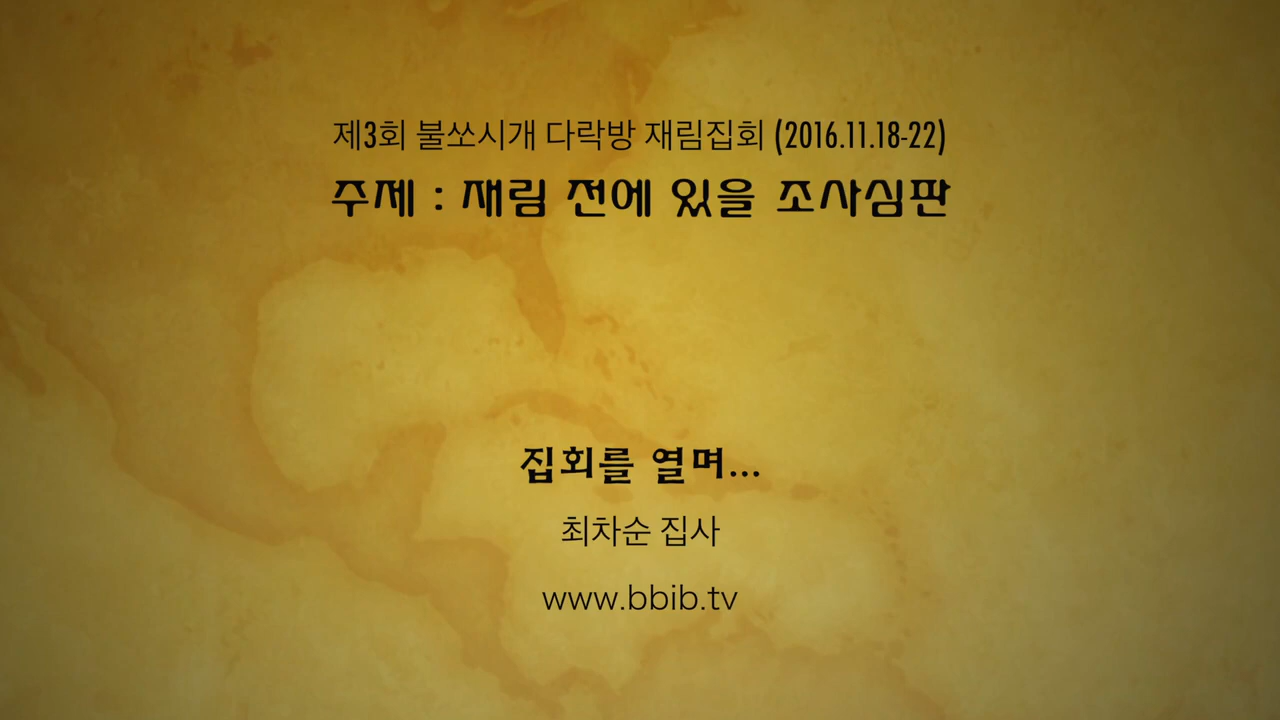 제3회 불쏘시개 다락방 재림집회 (2016.11.18-22)
주제 : 재림 전에 있을 조사심판
집회를 열며...
최차순 집사
www.bbib.tv